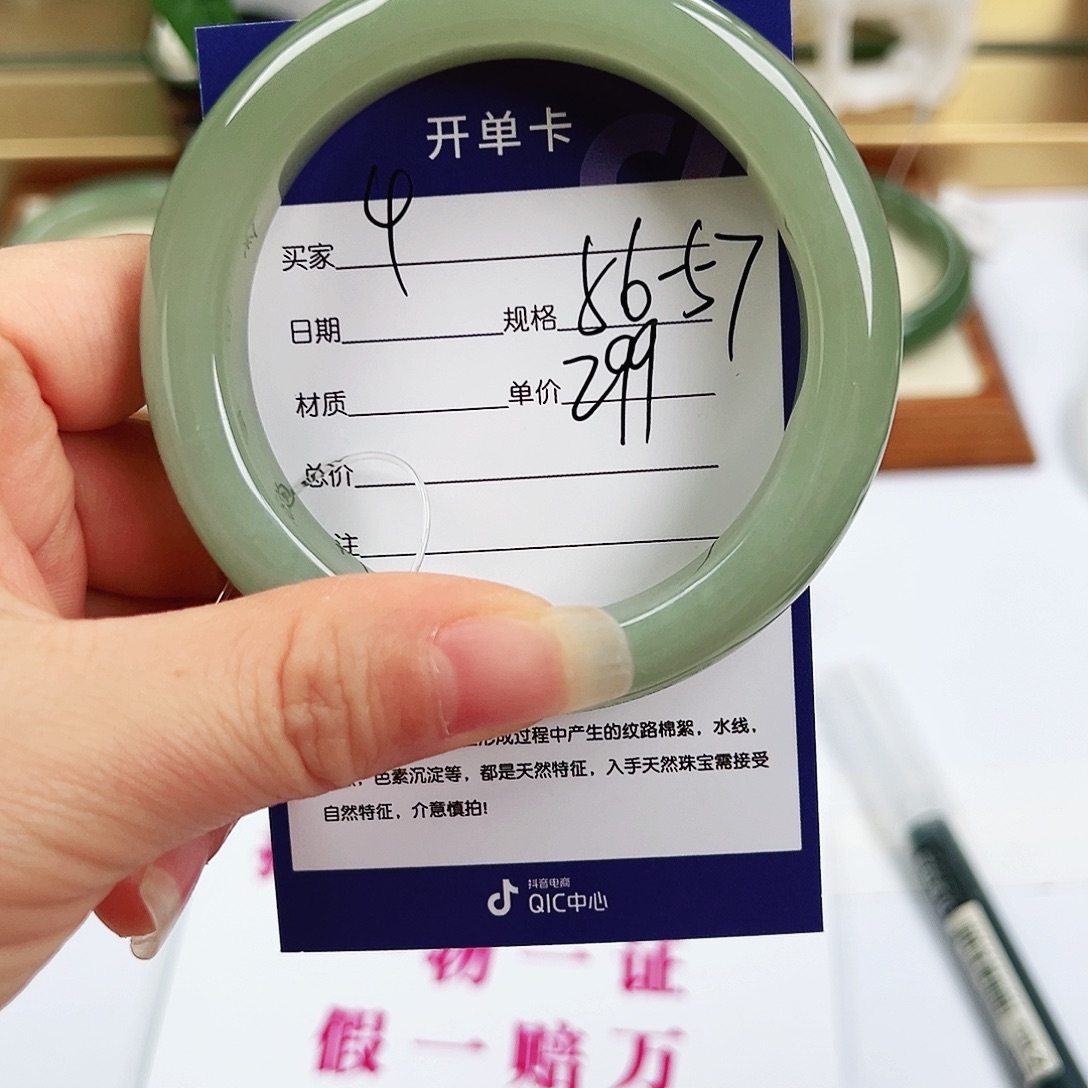 开单卡
买家 4
日期 规格 56-57
材质 单价 299
总价
注
形成过程中产生的纹路棉絮，水线，
色素沉淀等，都是天然特征，入手天然珠宝需接受
自然特征，介意慎拍!
抖音电商
QIC中心
物一证
假一赔万